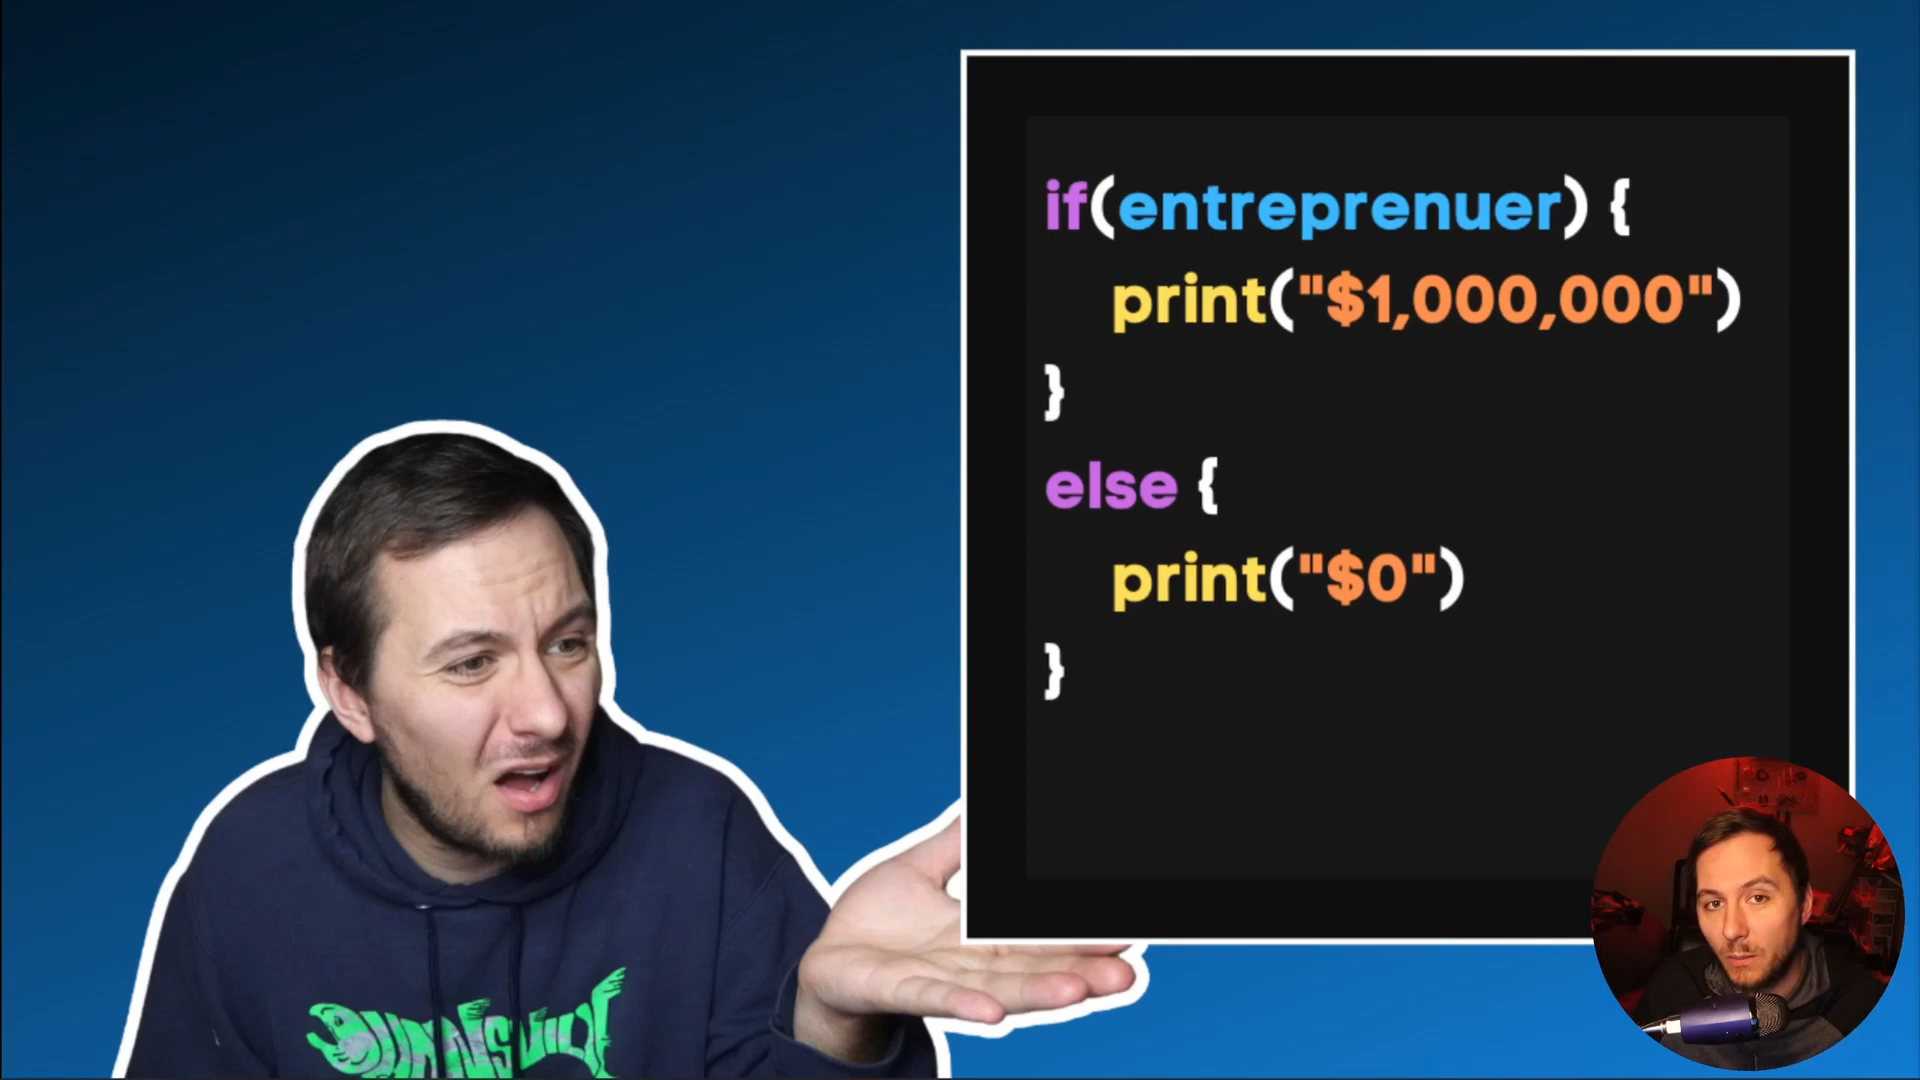 if(entreprenuer) {
print("$1,000,000")
}
else {
print("$0")
}